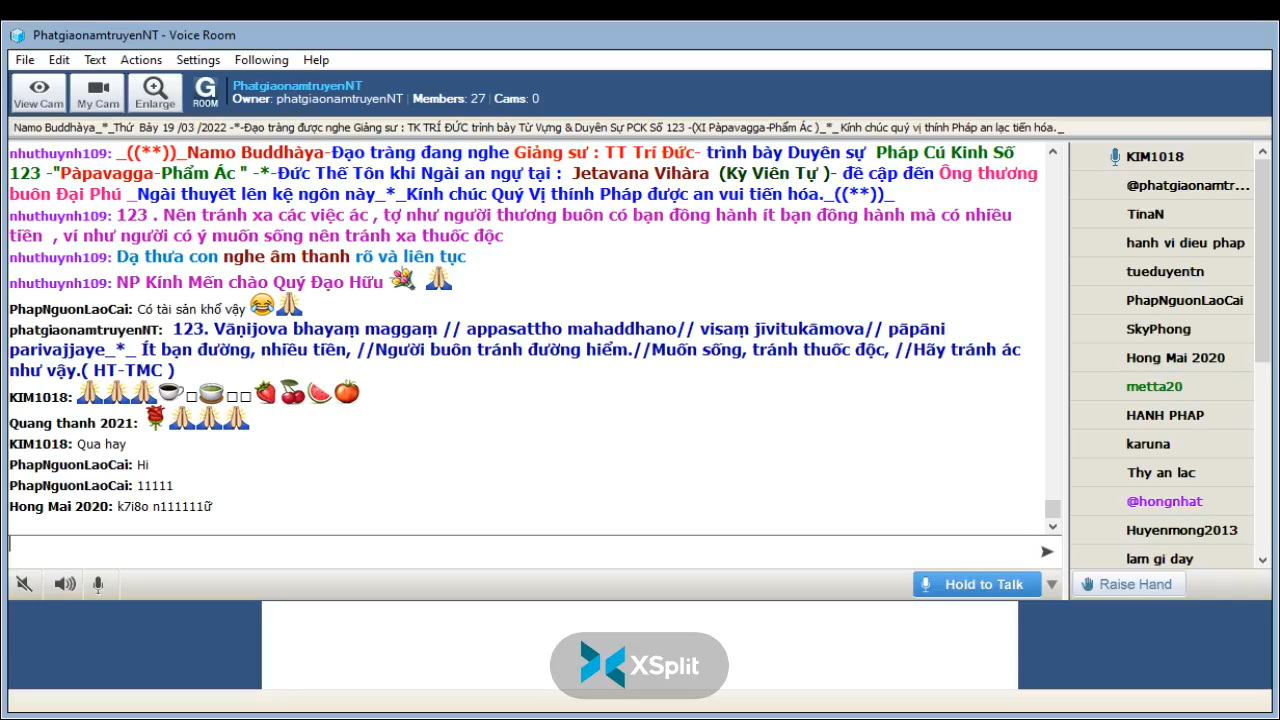 PhatgiaonamtruyenNT - Voice Room
File Edit Text Actions Settings Following Help
View Cam My Cam Enlarge G ROOM
PhatgiaonamtruyenNT
Owner: phatgiaonamtruyenNT | Members: 27 | Cams: 0
Namo Buddhàya_*_Thứ Bảy 19 /03 /2022 -*-Đạo tràng được nghe Giảng sư : TK TRÍ ĐỨC trình bày Từ Vựng & Duyên Sự PCK Số 123 -(XI Pàpavagga-Phẩm Ác )_*_ Kính chúc quý vị thính Pháp an lạc tiến hóa._
nhuthuynh109: _((**))_Namo Buddhàya-Đạo tràng đang nghe Giảng sư : TT Trí Đức- trình bày Duyên sự Pháp Cú Kinh Số
123 -"Pàpavagga-Phẩm Ác " -*-Đức Thế Tôn khi Ngài an ngự tại : Jetavana Vihàra (Kỳ Viên Tự )- đề cập đến Ông thương
buôn Đại Phú _Ngài thuyết lên kệ ngôn này_*_Kính chúc Quý Vị thính Pháp được an vui tiến hóa._((**))_
nhuthuynh109: 123 . Nên tránh xa các việc ác , tợ như người thương buôn có bạn đồng hành ít bạn đồng hành mà có nhiều
tiền , ví như người có ý muốn sống nên tránh xa thuốc độc
nhuthuynh109: Dạ thưa con nghe âm thanh rõ và liên tục
nhuthuynh109: NP Kính Mến chào Quý Đạo Hữu
PhapNguonLaoCai: Có tài sản khổ vậy
phatgiaonamtruyenNT: 123. Vāṇijova bhayaṃ maggaṃ // appasattho mahaddhano// visaṃ jīvitukāmova// pāpāni
parivajjaye_*_ Ít bạn đường, nhiều tiền, //Người buôn tránh đường hiểm.//Muốn sống, tránh thuốc độc, //Hãy tránh ác
như vậy.( HT-TMC )
KIM1018:
Quang thanh 2021:
KIM1018: Qua hay
PhapNguonLaoCai: Hi
PhapNguonLaoCai: 11111
Hong Mai 2020: k7i8o n111111ữ
Hold to Talk
KIM1018
@phatgiaonamtr...
TinaN
hanh vi dieu phap
tueduyentn
PhapNguonLaoCai
SkyPhong
Hong Mai 2020
metta20
HANH PHAP
karuna
Thy an lac
@hongnhat
Huyenmong2013
lam gi day
Raise Hand
XSplit